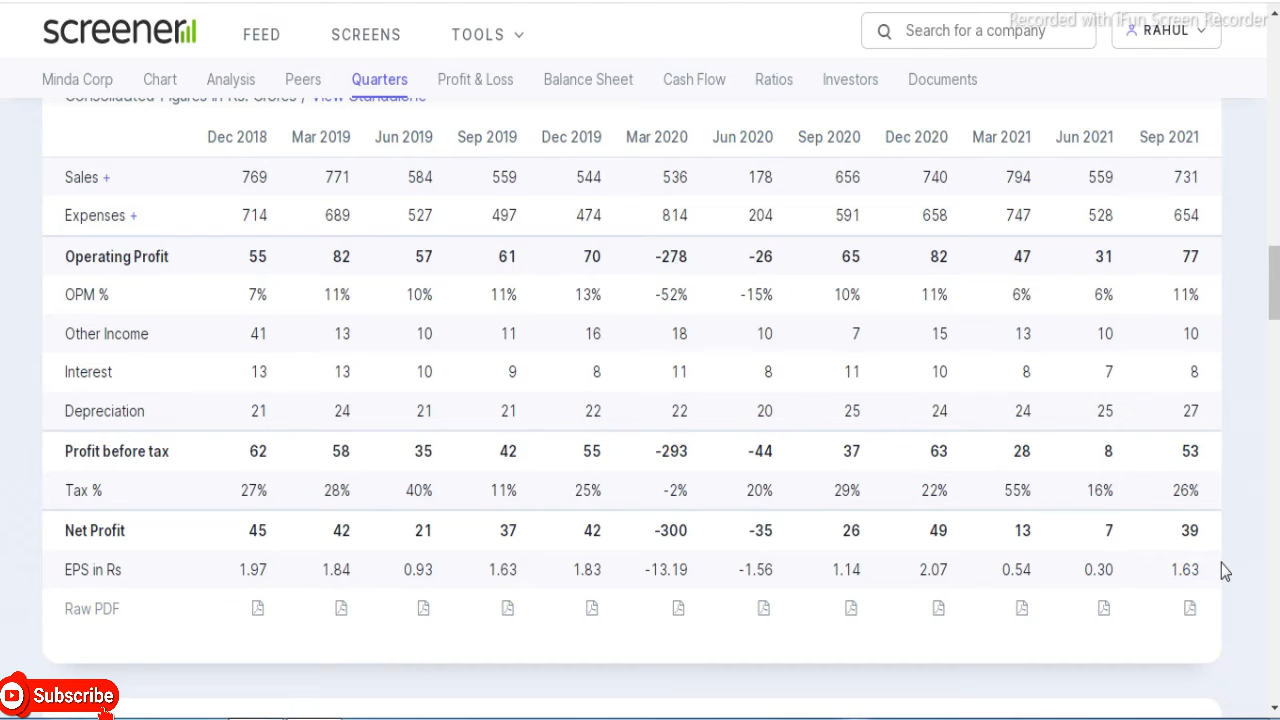 screener
FEED SCREENS TOOLS
Search for a company
RAHUL
Recorded with iFun Screen Recorder
Minda Corp Chart Analysis Peers Quarters Profit & Loss Balance Sheet Cash Flow Ratios Investors Documents
Consolidated Figures in Rs. Crores / View Standalone
Dec 2018 Mar 2019 Jun 2019 Sep 2019 Dec 2019 Mar 2020 Jun 2020 Sep 2020 Dec 2020 Mar 2021 Jun 2021 Sep 2021
Sales + 769 771 584 559 544 536 178 656 740 794 559 731
Expenses + 714 689 527 497 474 814 204 591 658 747 528 654
Operating Profit 55 82 57 61 70 -278 -26 65 82 47 31 77
OPM % 7% 11% 10% 11% 13% -52% -15% 10% 11% 6% 6% 11%
Other Income 41 13 10 11 16 18 10 7 15 13 10 10
Interest 13 13 10 9 8 11 8 11 10 8 7 8
Depreciation 21 24 21 21 22 22 20 25 24 24 25 27
Profit before tax 62 58 35 42 55 -293 -44 37 63 28 8 53
Tax % 27% 28% 40% 11% 25% -2% 20% 29% 22% 55% 16% 26%
Net Profit 45 42 21 37 42 -300 -35 26 49 13 7 39
EPS in Rs 1.97 1.84 0.93 1.63 1.83 -13.19 -1.56 1.14 2.07 0.54 0.30 1.63
Raw PDF
Subscribe